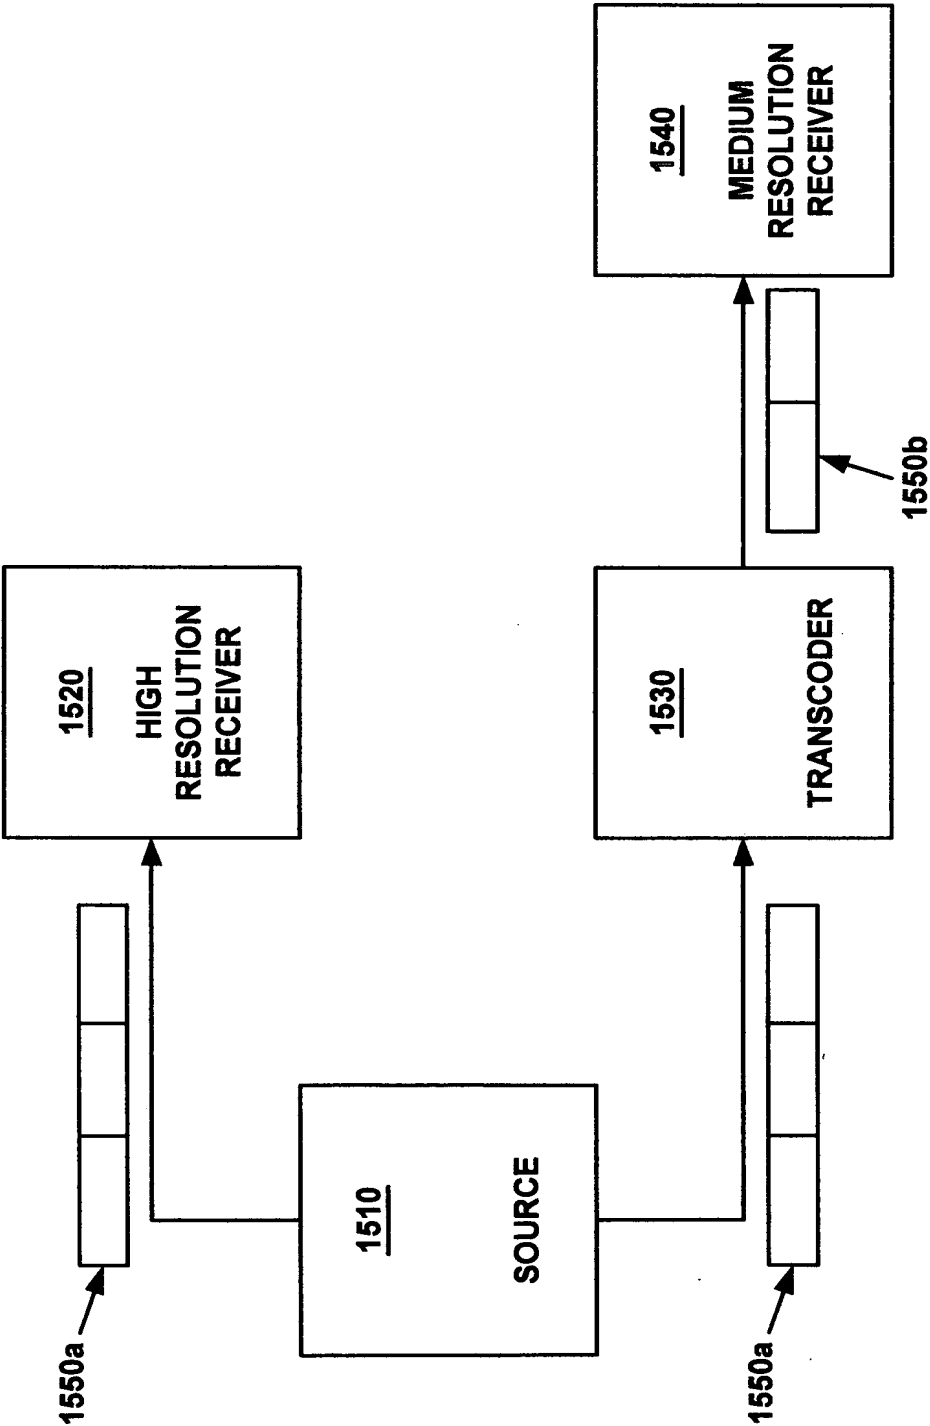 1550a
1520
HIGH
RESOLUTION
RECEIVER
1510
SOURCE
1550a
1530
TRANSCODER
1550b
1540
MEDIUM
RESOLUTION
RECEIVER